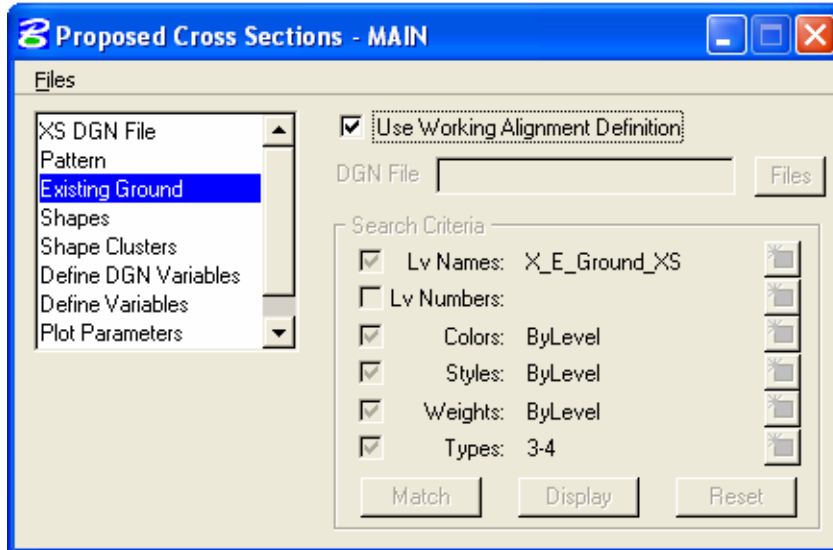 Proposed Cross Sections - MAIN
Files
XS DGN File
Pattern
Existing Ground
Shapes
Shape Clusters
Define DGN Variables
Define Variables
Plot Parameters
Use Working Alignment Definition
DGN File
Files
Search Criteria
Lv Names: X_E_Ground_XS
Lv Numbers:
Colors: ByLevel
Styles: ByLevel
Weights: ByLevel
Types: 3-4
Match Display Reset